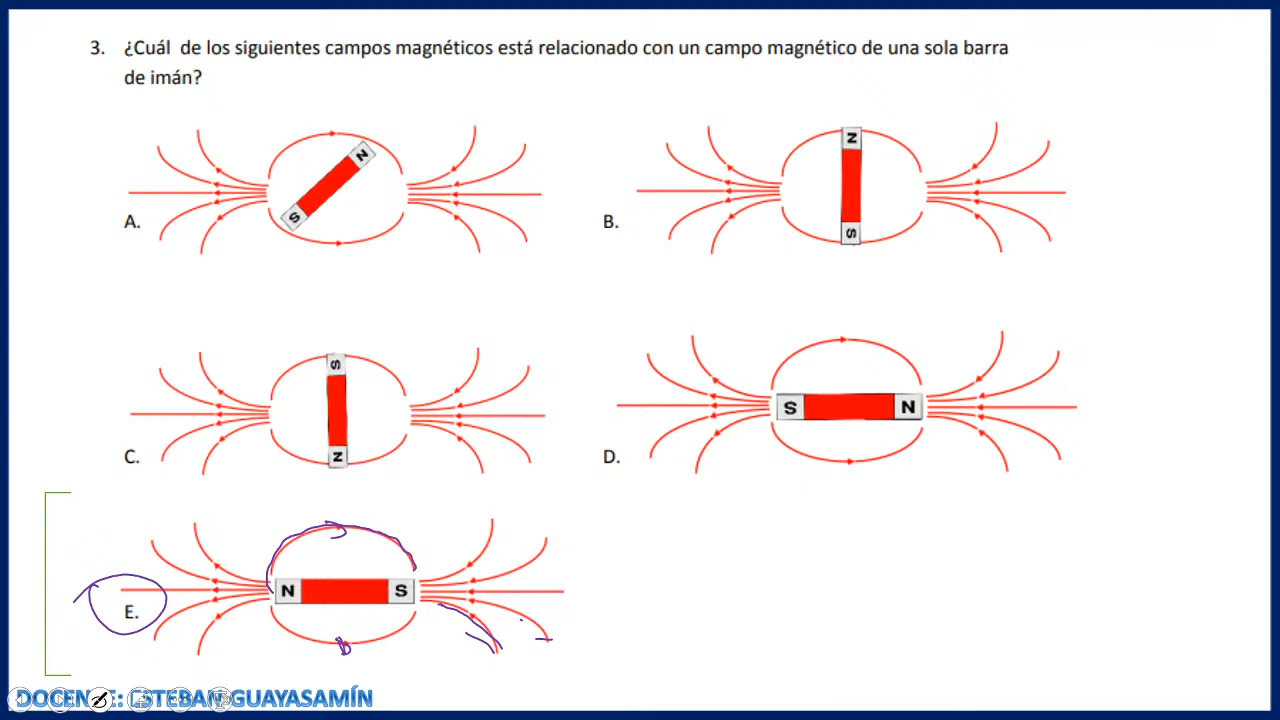 3. ¿Cuál de los siguientes campos magnéticos está relacionado con un campo magnético de una sola barra
de imán?
N
S
A.
N
S
B.
S
N
C.
S N
D.
N S
E.
DOCENTE: ESTEBAN GUAYASAMÍN